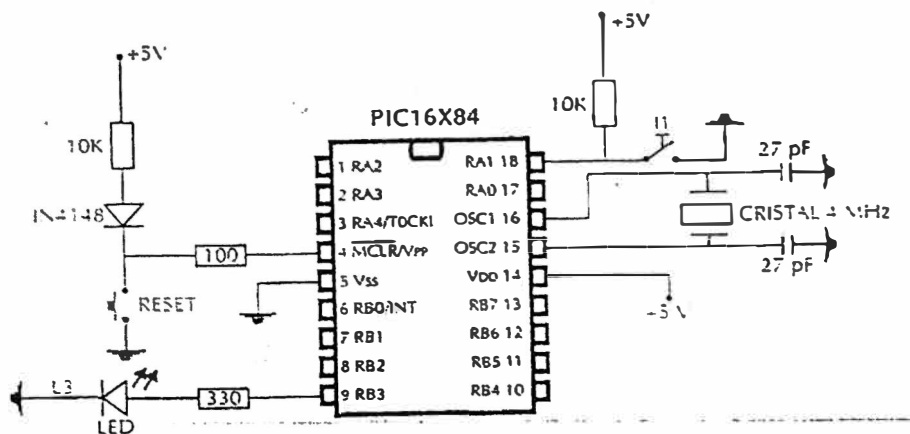 +5V
+5V
10K
10K
PIC16X84
I1
27 pF
1 RA2
RA1 18
2 RA3
RA0 17
1N4148
3 RA4/T0CKI
OSC1 16
CRISTAL 4 MHz
100
4 MCLR/VPP
OSC2 15
27 pF
5 VSS
VDD 14
RESET
6 RB0/INT
RB7 13
+5V
7 RB1
RB6 12
8 RB2
RB5 11
L3
330
9 RB3
RB4 10
LED